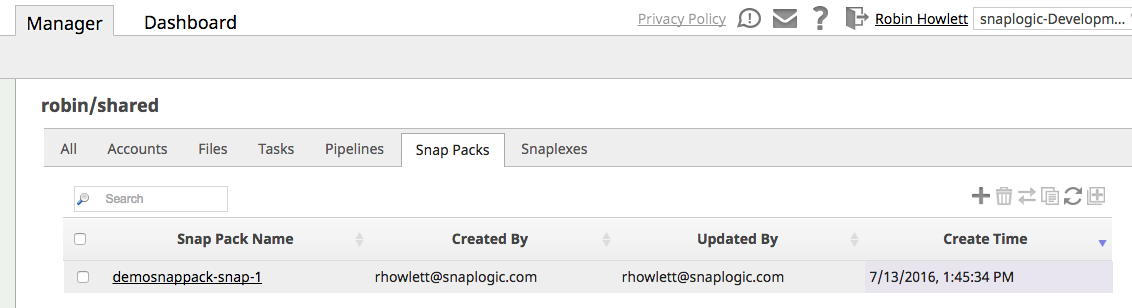 Manager Dashboard Privacy Policy Robin Howlett snaplogic-Developm...
robin/shared
All Accounts Files Tasks Pipelines Snap Packs Snaplexes
Search
Snap Pack Name Created By Updated By Create Time
demosnappack-snap-1 rhowlett@snaplogic.com rhowlett@snaplogic.com 7/13/2016, 1:45:34 PM